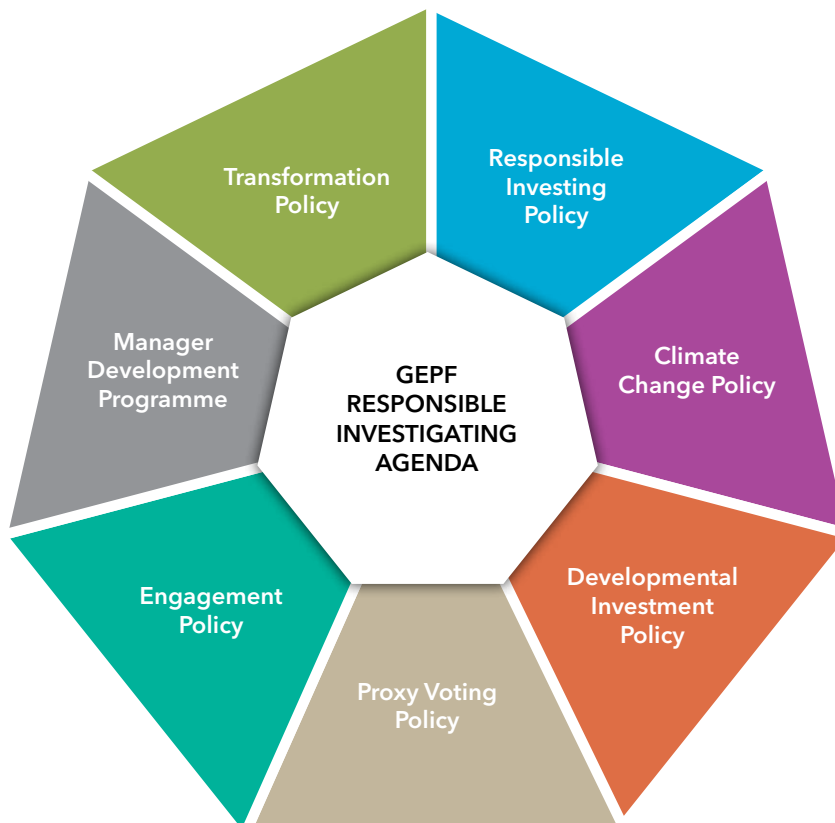 Transformation
Policy
Responsible
Investing
Policy
Manager
Development
Programme
GEPF
RESPONSIBLE
INVESTIGATING
AGENDA
Climate
Change Policy
Engagement
Policy
Developmental
Investment
Policy
Proxy Voting
Policy